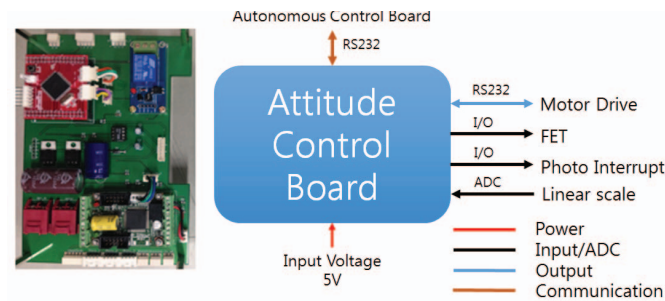 Autonomous Control Board
RS232
Attitude
Control
Board
RS232
Motor Drive
I/O
FET
I/O
Photo Interrupt
ADC
Linear scale
Input Voltage
5V
Power
Input/ADC
Output
Communication